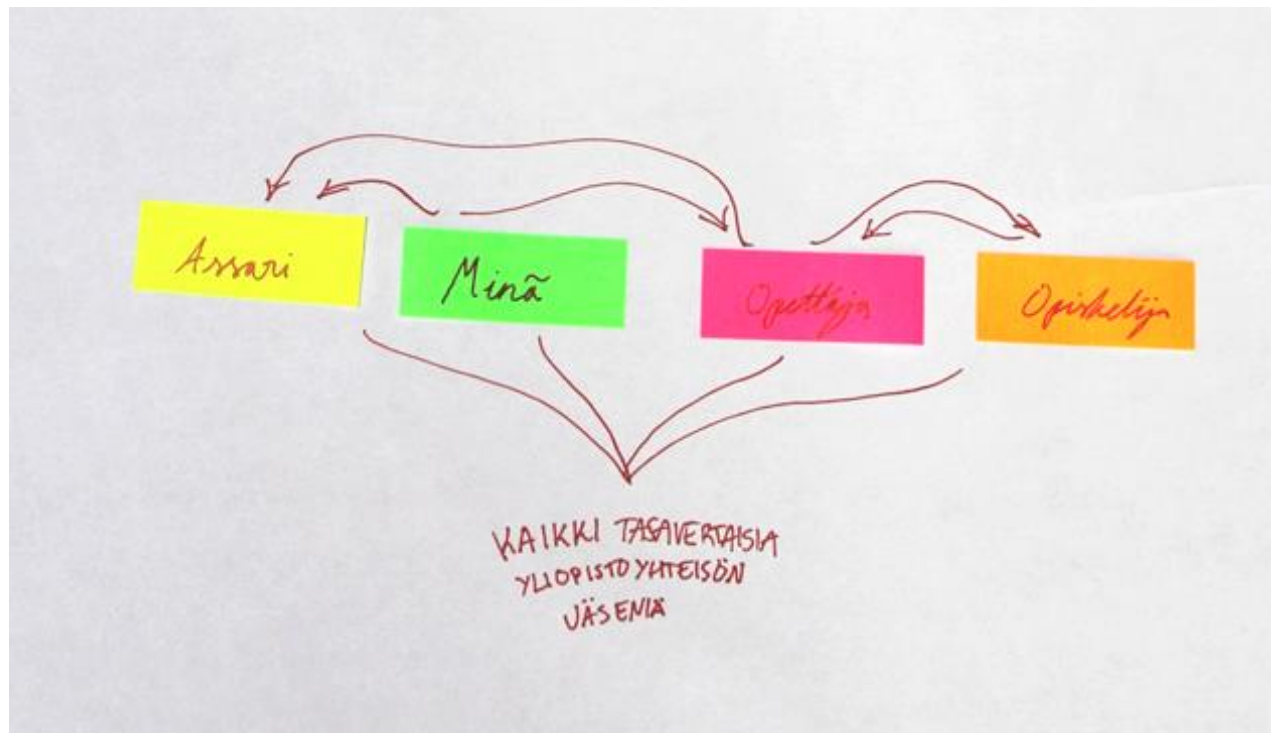 Assari
Minä
Opettaja
Opiskelija
KAIKKI TASAVERTAISIA
YLIOPISTOYHTEISÖN
JÄSENIÄ